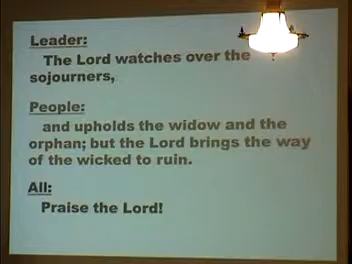 Leader:
The Lord watches over the
sojourners,
People:
and upholds the widow and the
orphan; but the Lord brings the way
of the wicked to ruin.
All:
Praise the Lord!